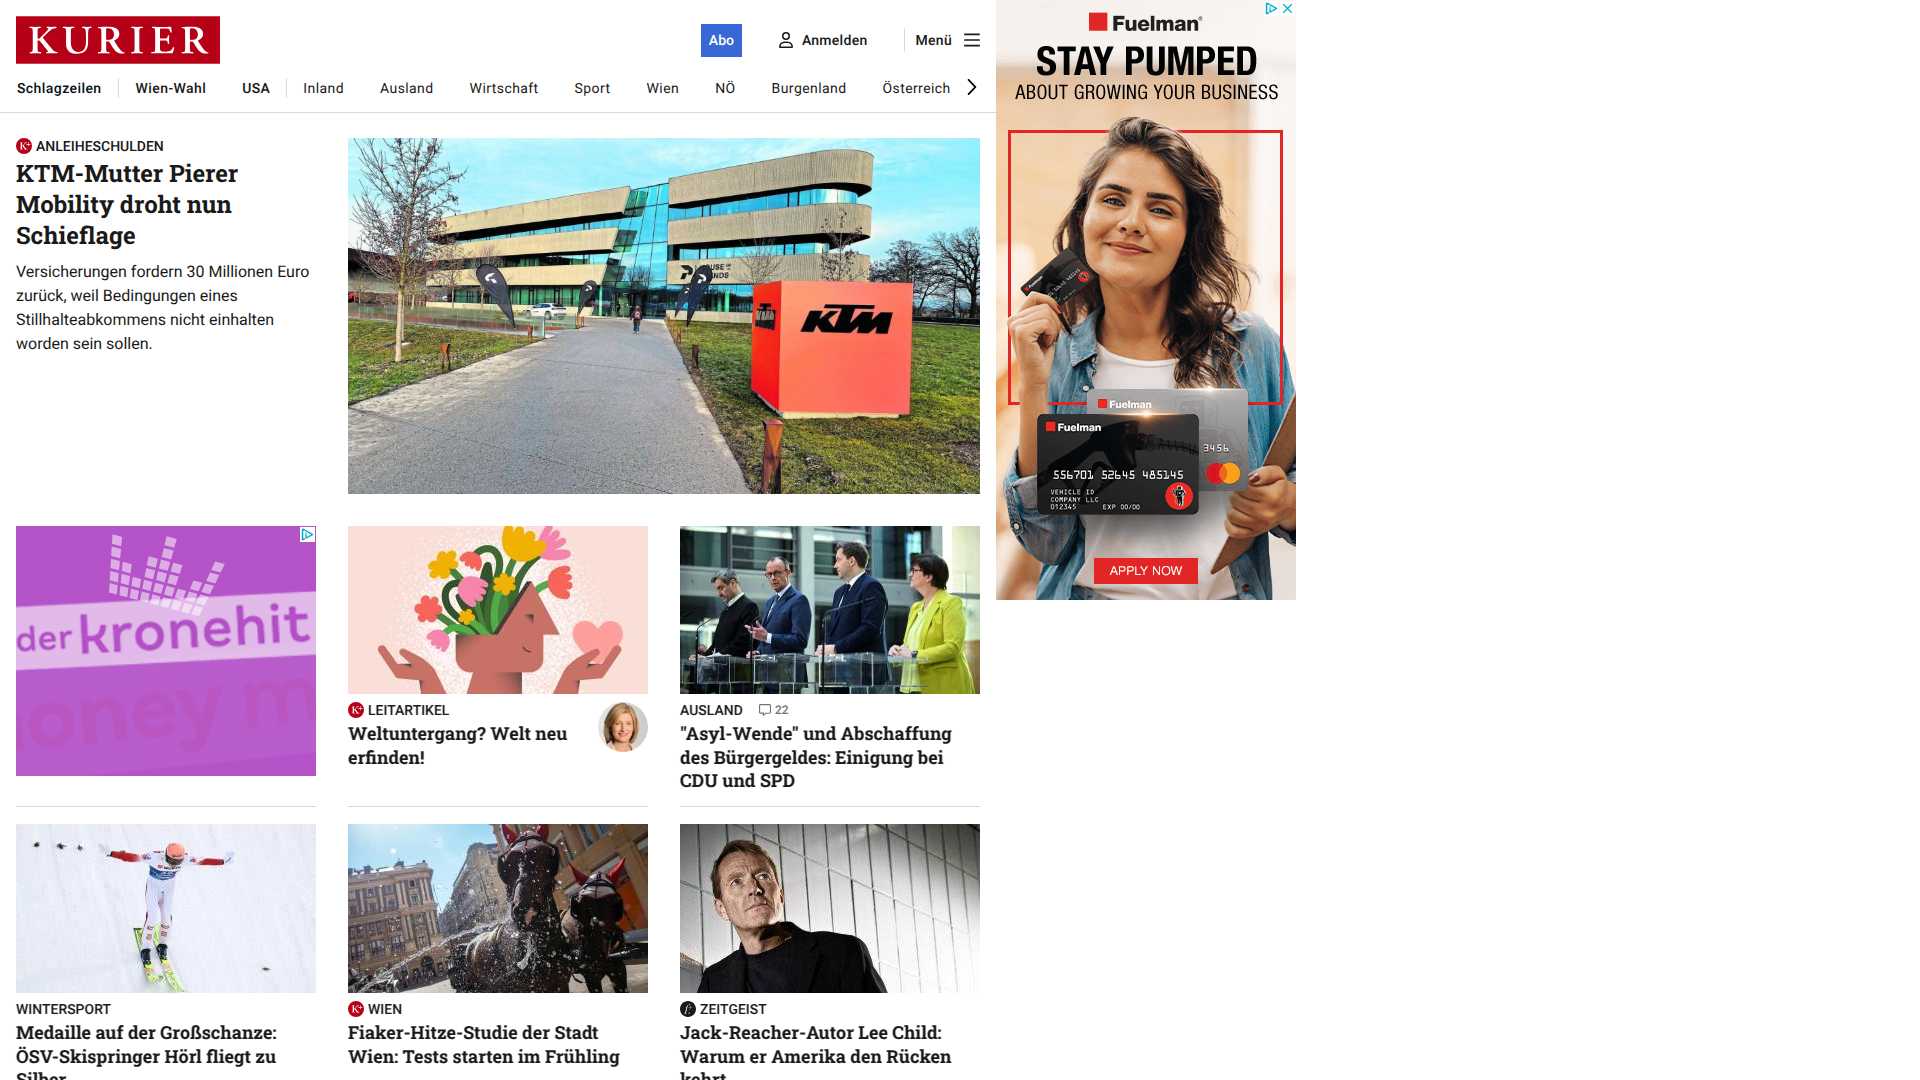 KURIER
Abo
Anmelden
Menü
Schlagzeilen
Wien-Wahl
USA
Inland
Ausland
Wirtschaft
Sport
Wien
NÖ
Burgenland
Österreich
ANLEIHESCHULDEN
KTM-Mutter Pierer
Mobility droht nun
Schieflage
Versicherungen fordern 30 Millionen Euro
zurück, weil Bedingungen eines
Stillhalteabkommens nicht einhalten
worden sein sollen.
KTM
der kronehit
money m
LEITARTIKEL
Weltuntergang? Welt neu
erfinden!
AUSLAND 22
"Asyl-Wende" und Abschaffung
des Bürgergeldes: Einigung bei
CDU und SPD
WINTERSPORT
Medaille auf der Großschanze:
ÖSV-Skispringer Hörl fliegt zu
Silber
WIEN
Fiaker-Hitze-Studie der Stadt
Wien: Tests starten im Frühling
ZEITGEIST
Jack-Reacher-Autor Lee Child:
Warum er Amerika den Rücken
kehrt
Fuelman
STAY PUMPED
ABOUT GROWING YOUR BUSINESS
Fuelman
Fuelman
3456
556701 52645 485145
VEHICLE ID
COMPANY LLC
012345 EXP 00/00
APPLY NOW